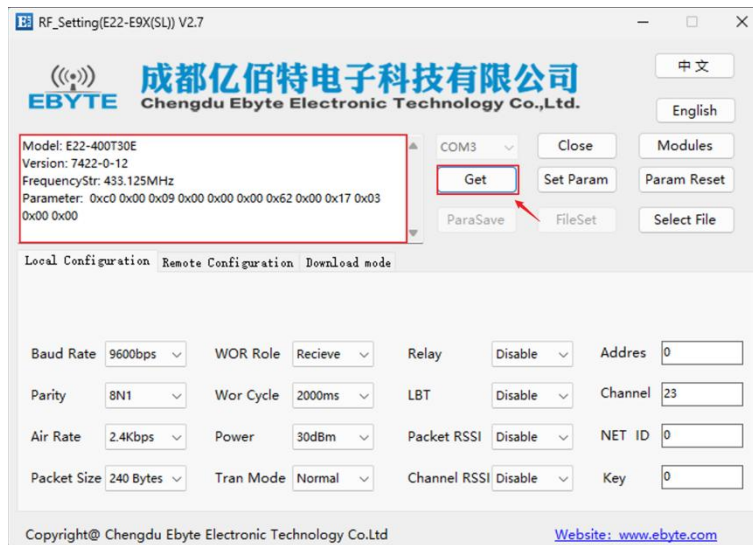 RF_Setting(E22-E9X(SL)) V2.7
EBYTE
成都亿佰特电子科技有限公司
Chengdu Ebyte Electronic Technology Co.,Ltd.
中文
English
Model: E22-400T30E
Version: 7422-0-12
FrequencyStr: 433.125MHz
Parameter: 0xc0 0x00 0x09 0x00 0x00 0x00 0x62 0x00 0x17 0x03
0x00 0x00
COM3 Close Modules
Get Set Param Param Reset
ParaSave FileSet Select File
Local Configuration Remote Configuration Download mode
Baud Rate 9600bps WOR Role Recieve Relay Disable Addres 0
Parity 8N1 Wor Cycle 2000ms LBT Disable Channel 23
Air Rate 2.4Kbps Power 30dBm Packet RSSI Disable NET ID 0
Packet Size 240 Bytes Tran Mode Normal Channel RSSI Disable Key 0
Copyright@ Chengdu Ebyte Electronic Technology Co.Ltd Website: www.ebyte.com